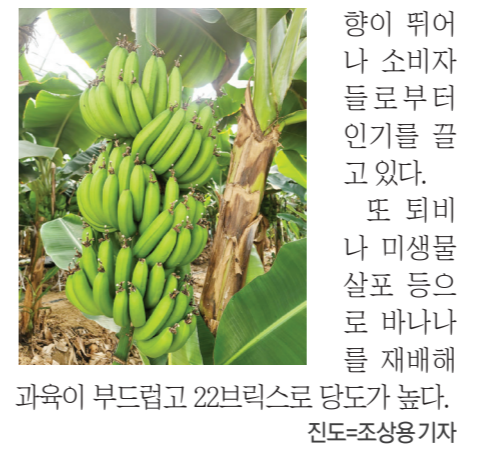 향이 뛰어
나 소비자
들로부터
인기를 끌
고 있다.
또 퇴비
나 미생물
살포 등으
로 바나나
를 재배해
과육이 부드럽고 22브릭스로 당도가 높다.
진도=조상용 기자